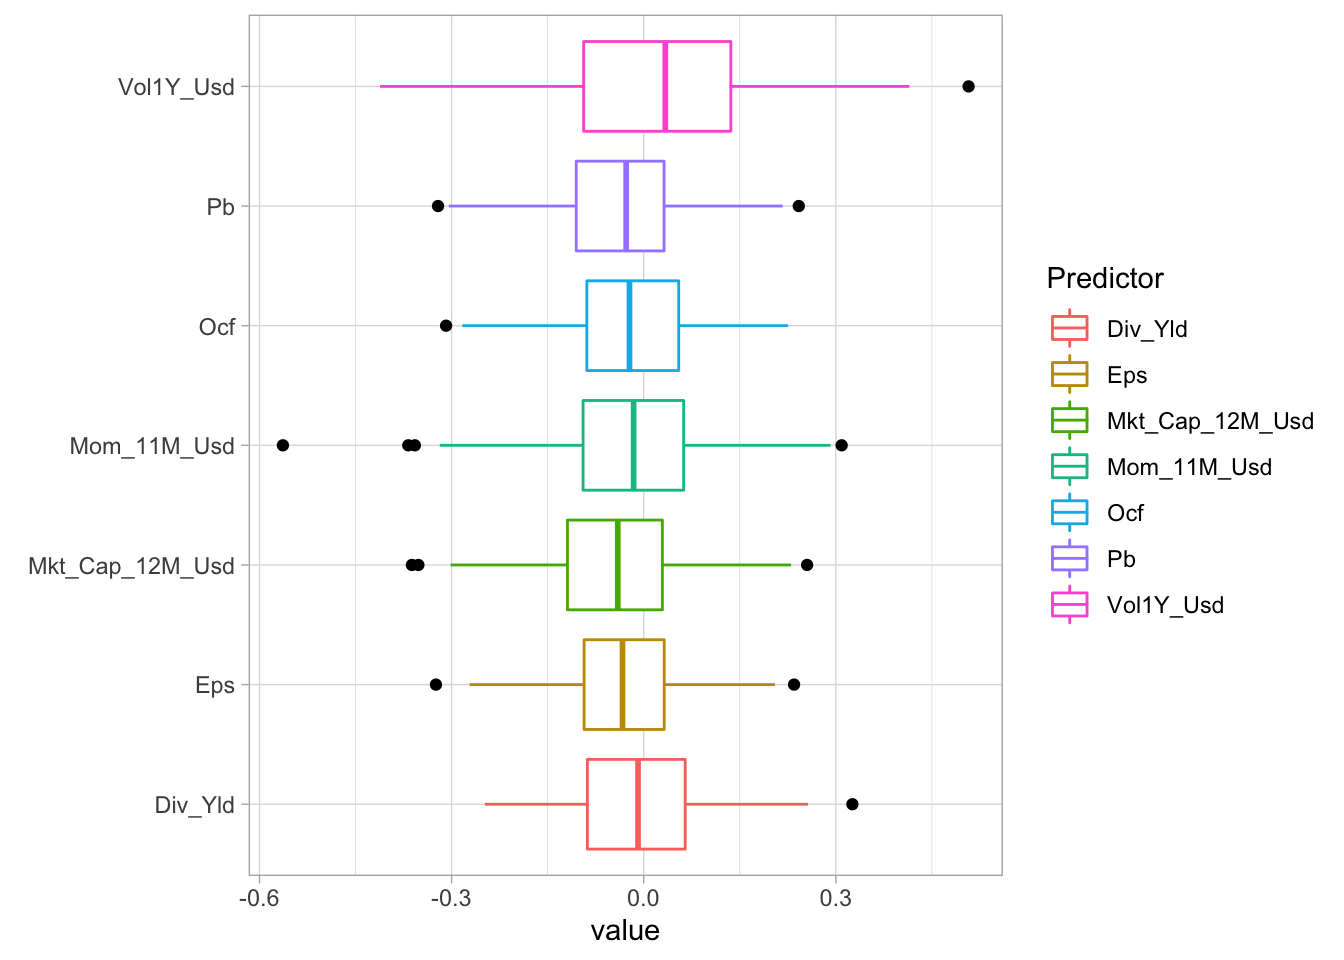 Vol1Y_Usd
Pb
Ocf
Mom_11M_Usd
Mkt_Cap_12M_Usd
Eps
Div_Yld
-0.6 -0.3 0.0 0.3
value
Predictor
Div_Yld
Eps
Mkt_Cap_12M_Usd
Mom_11M_Usd
Ocf
Pb
Vol1Y_Usd